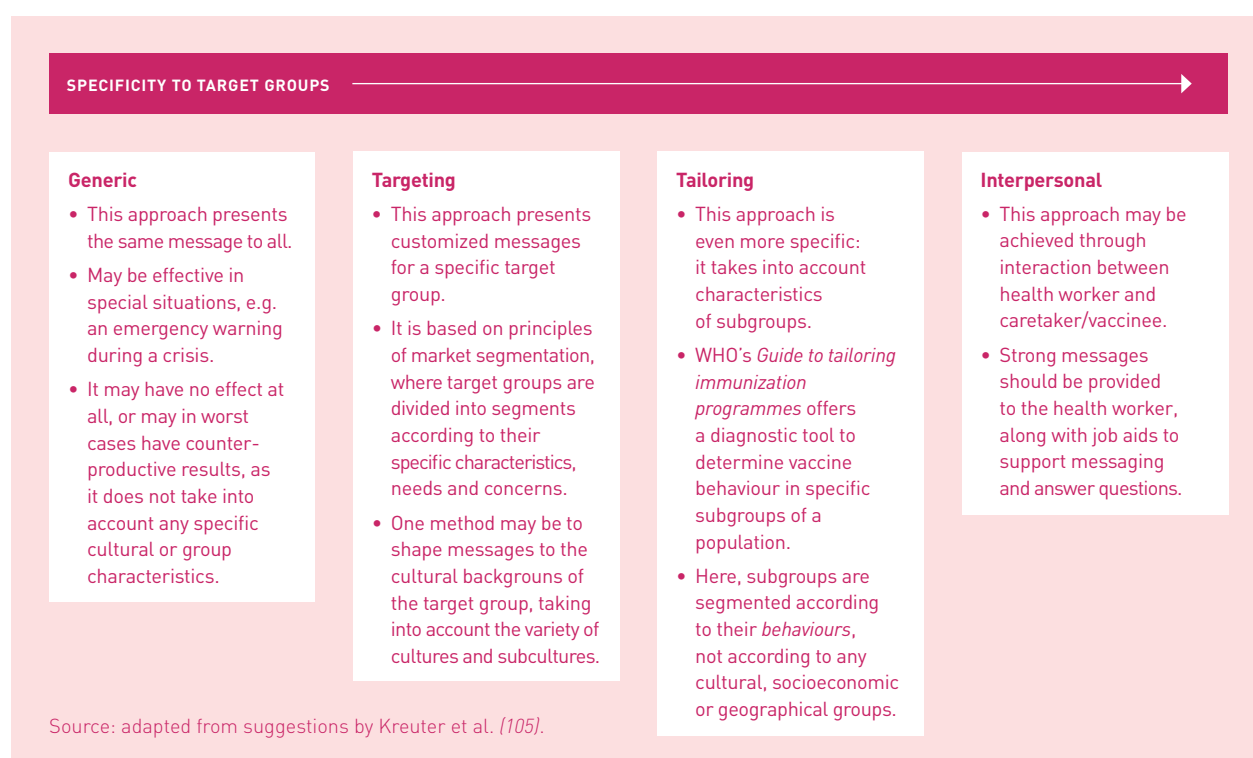 SPECIFICITY TO TARGET GROUPS
Generic
• This approach presents
the same message to all.
• May be effective in
special situations, e.g.
an emergency warning
during a crisis.
• It may have no effect at
all, or may in worst
cases have counter-
productive results, as
it does not take into
account any specific
cultural or group
characteristics.
Targeting
• This approach presents
customized messages
for a specific target
group.
• It is based on principles
of market segmentation,
where target groups are
divided into segments
according to their
specific characteristics,
needs and concerns.
• One method may be to
shape messages to the
cultural backgrouns of
the target group, taking
into account the variety of
cultures and subcultures.
Tailoring
• This approach is
even more specific:
it takes into account
characteristics
of subgroups.
• WHO's Guide to tailoring
immunization
programmes offers
a diagnostic tool to
determine vaccine
behaviour in specific
subgroups of a
population.
• Here, subgroups are
segmented according
to their behaviours,
not according to any
cultural, socioeconomic
or geographical groups.
Interpersonal
• This approach may be
achieved through
interaction between
health worker and
caretaker/vaccinee.
• Strong messages
should be provided
to the health worker,
along with job aids to
support messaging
and answer questions.
Source: adapted from suggestions by Kreuter et al. (105).